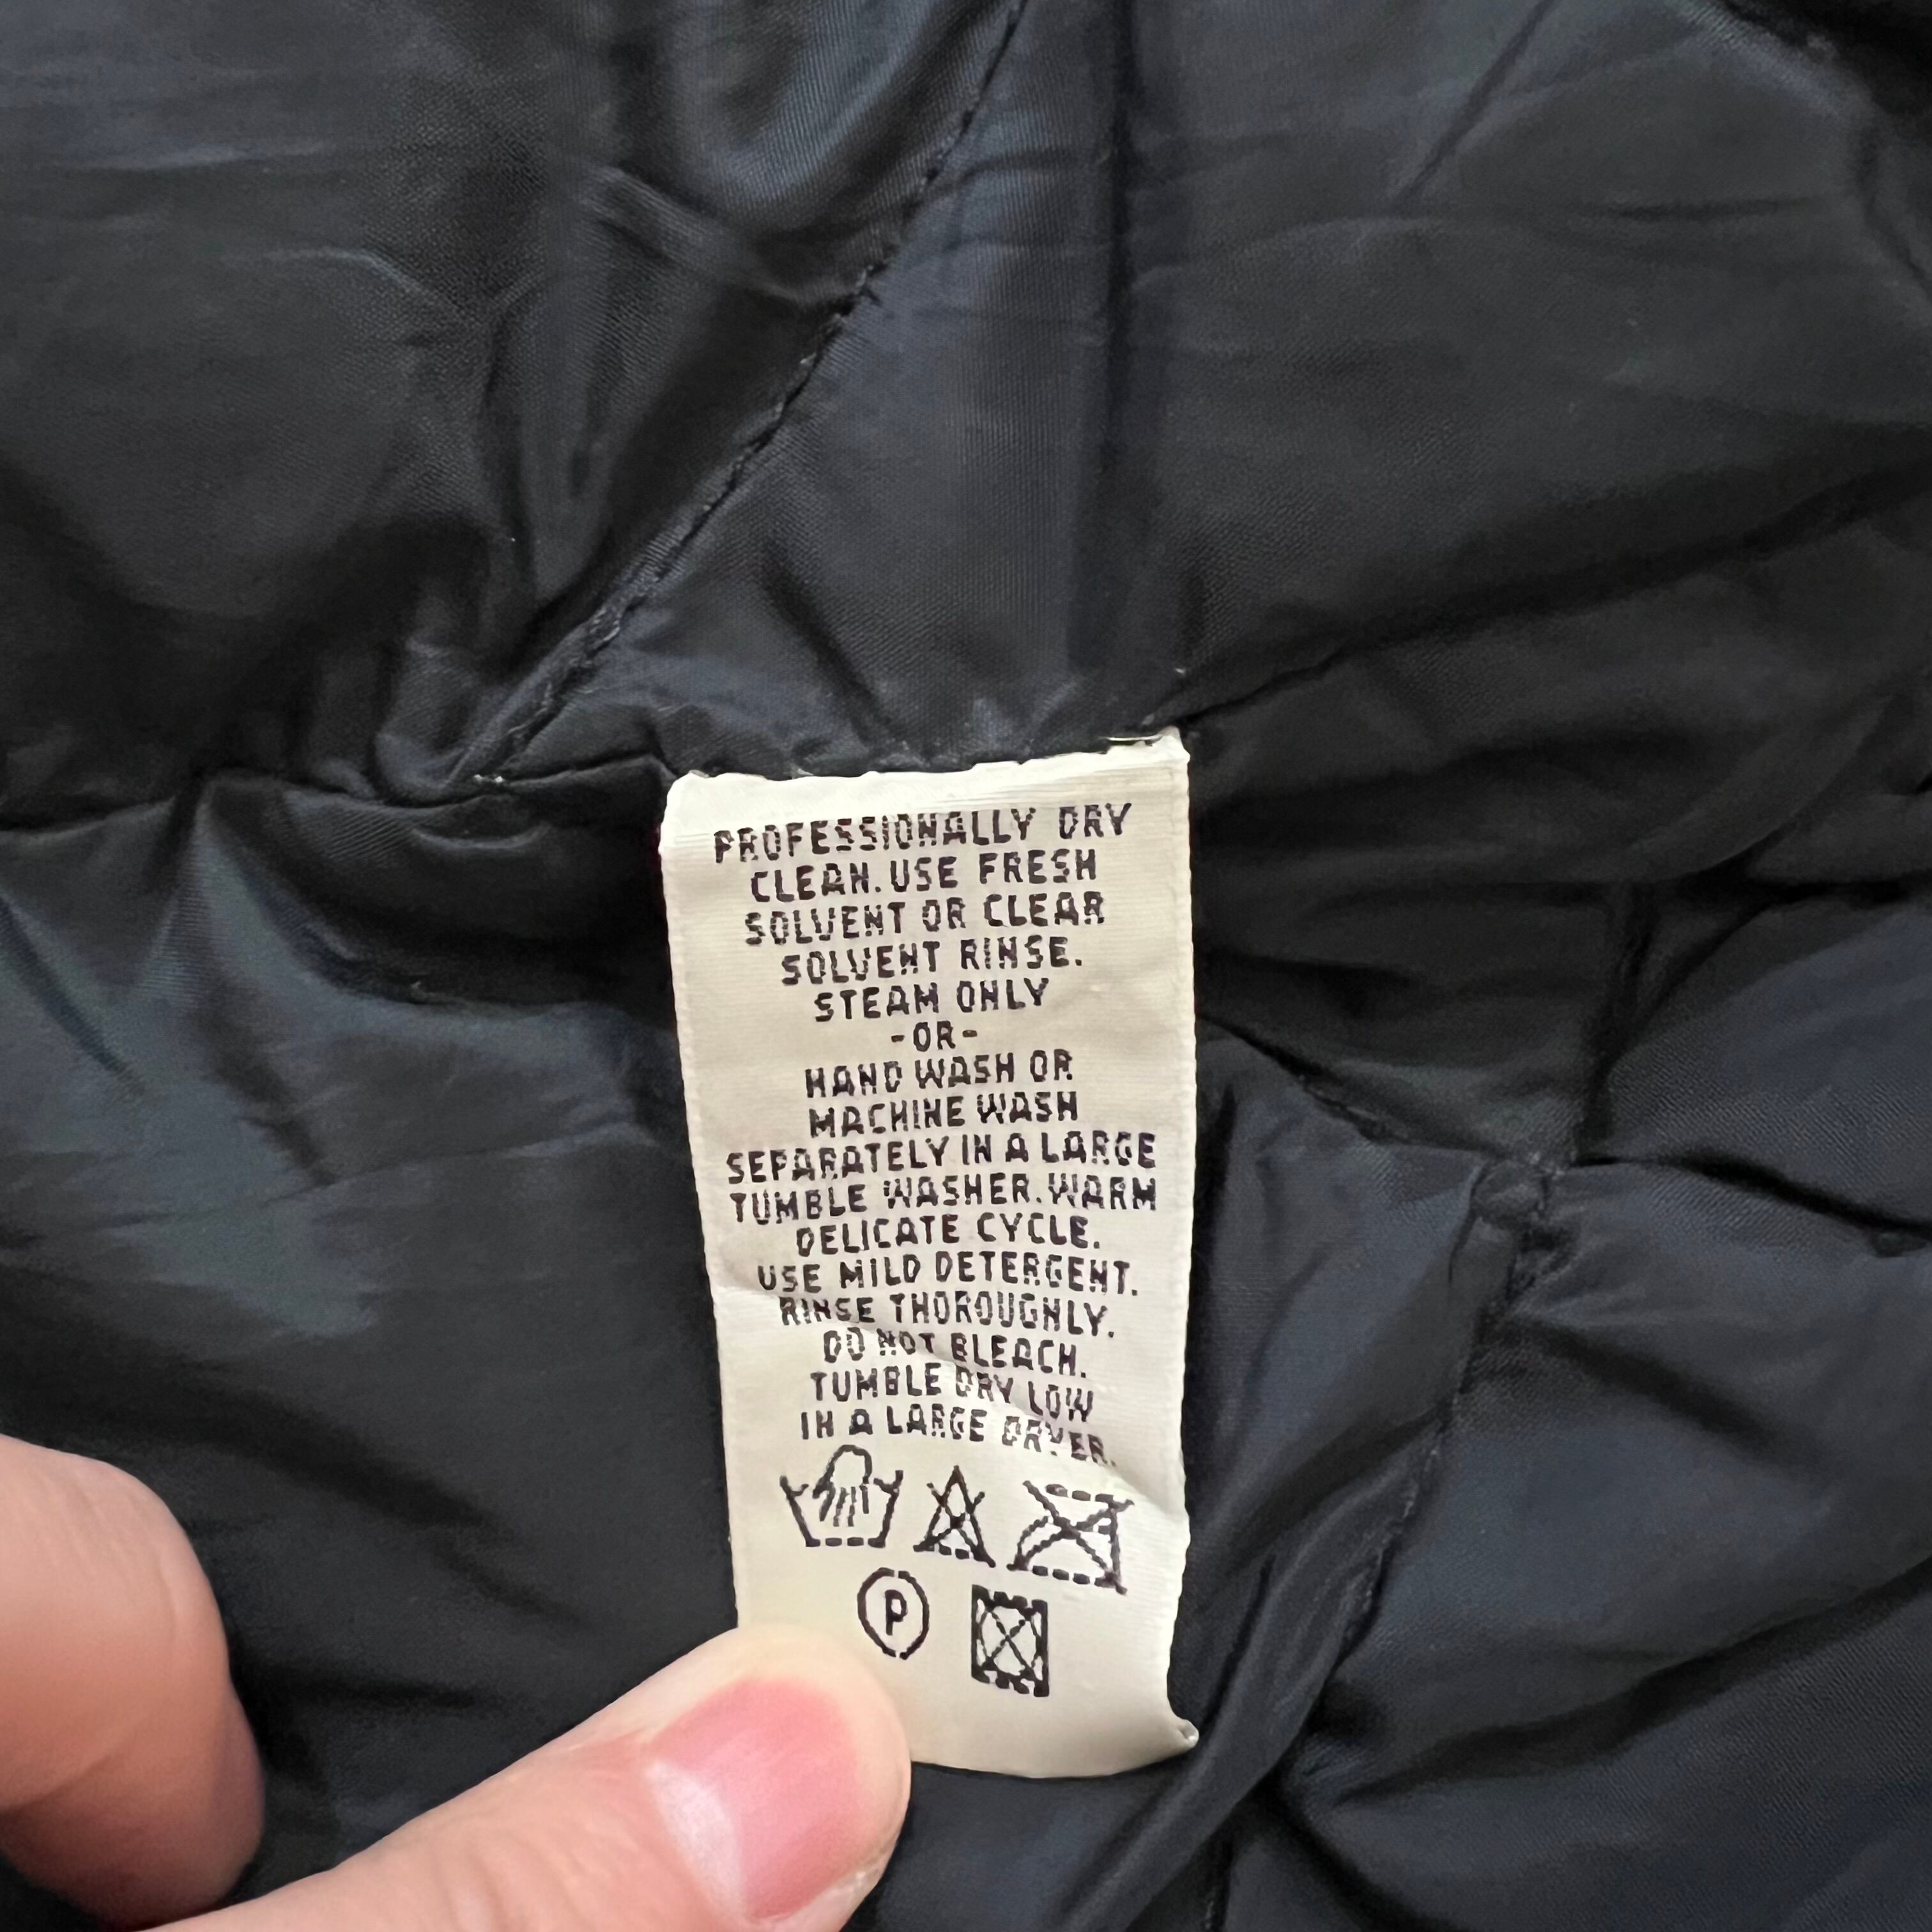 PROFESSIONALLY DRY
CLEAN. USE FRESH
SOLVENT OR CLEAR
SOLVENT RINSE.
STEAM ONLY
-OR-
HAND WASH OR
MACHINE WASH
SEPARATELY IN A LARGE
TUMBLE WASHER. WARM
DELICATE CYCLE.
USE MILD DETERGENT.
RINSE THOROUGHLY.
DO NOT BLEACH.
TUMBLE DRY LOW
IN A LARGE DRYER.
P